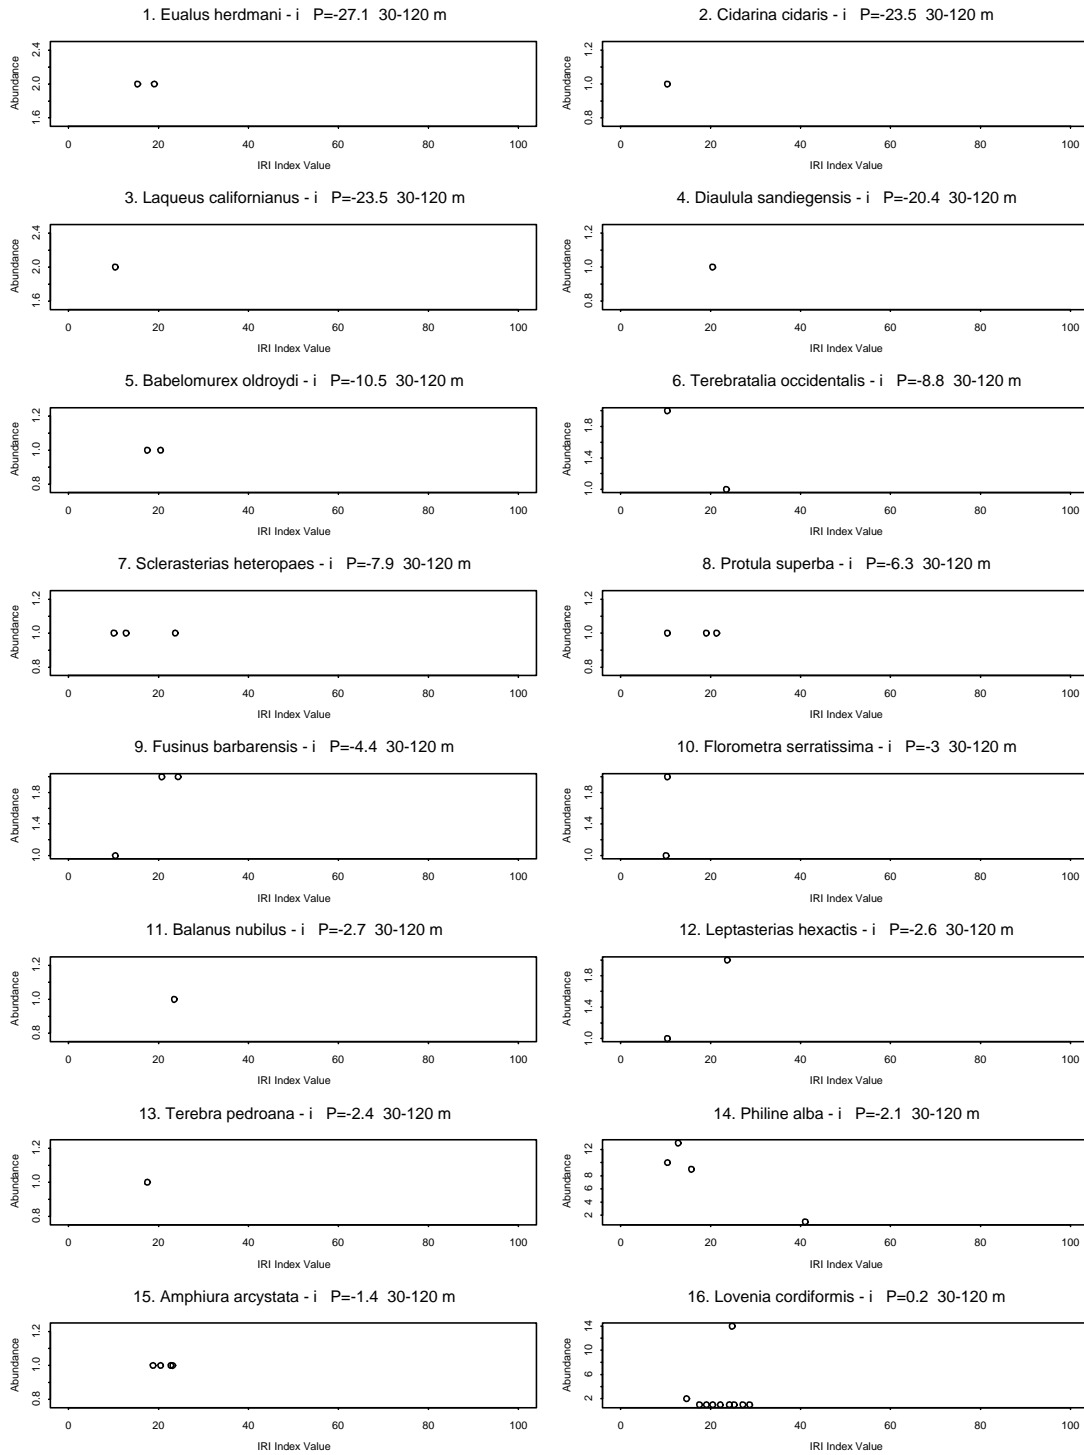 1. Eualus herdmani - i P=-27.1 30-120 m
Abundance
1.6 2.0 2.4
0 20 40 60 80 100
IRI Index Value
2. Cidarina cidaris - i P=-23.5 30-120 m
Abundance
0.8 1.0 1.2
0 20 40 60 80 100
IRI Index Value
3. Laqueus californianus - i P=-23.5 30-120 m
Abundance
1.6 2.0 2.4
0 20 40 60 80 100
IRI Index Value
4. Diaulula sandiegensis - i P=-20.4 30-120 m
Abundance
0.8 1.0 1.2
0 20 40 60 80 100
IRI Index Value
5. Babelomurex oldroydi - i P=-10.5 30-120 m
Abundance
0.8 1.0 1.2
0 20 40 60 80 100
IRI Index Value
6. Terebratalia occidentalis - i P=-8.8 30-120 m
Abundance
1.0 1.4 1.8
0 20 40 60 80 100
IRI Index Value
7. Sclerasterias heteropaes - i P=-7.9 30-120 m
Abundance
0.8 1.0 1.2
0 20 40 60 80 100
IRI Index Value
8. Protula superba - i P=-6.3 30-120 m
Abundance
0.8 1.0 1.2
0 20 40 60 80 100
IRI Index Value
9. Fusinus barbarensis - i P=-4.4 30-120 m
Abundance
1.0 1.4 1.8
0 20 40 60 80 100
IRI Index Value
10. Florometra serratissima - i P=-3 30-120 m
Abundance
1.0 1.4 1.8
0 20 40 60 80 100
IRI Index Value
11. Balanus nubilus - i P=-2.7 30-120 m
Abundance
0.8 1.0 1.2
0 20 40 60 80 100
IRI Index Value
12. Leptasterias hexactis - i P=-2.6 30-120 m
Abundance
1.0 1.4 1.8
0 20 40 60 80 100
IRI Index Value
13. Terebra pedroana - i P=-2.4 30-120 m
Abundance
0.8 1.0 1.2
0 20 40 60 80 100
IRI Index Value
14. Philine alba - i P=-2.1 30-120 m
Abundance
2 4 6 8 12
0 20 40 60 80 100
IRI Index Value
15. Amphiura arcystata - i P=-1.4 30-120 m
Abundance
0.8 1.0 1.2
0 20 40 60 80 100
IRI Index Value
16. Lovenia cordiformis - i P=0.2 30-120 m
Abundance
2 6 10 14
0 20 40 60 80 100
IRI Index Value